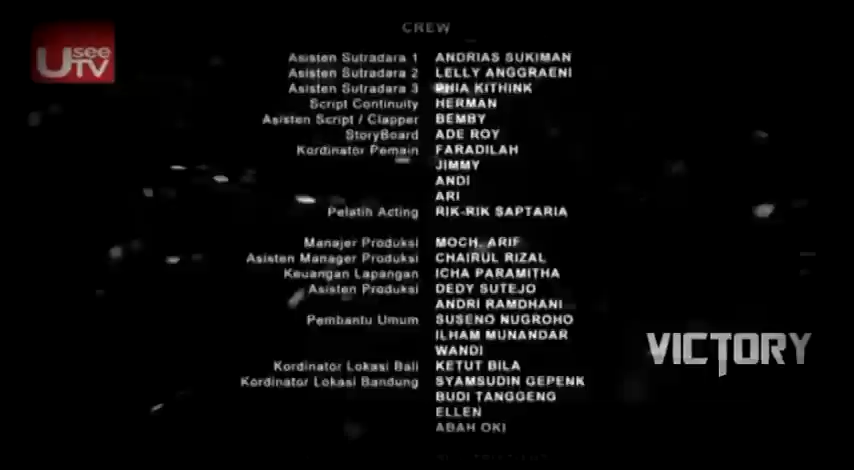 CREW
Usee TV
Asisten Sutradara 1 ANDRIAS SUKIMAN
Asisten Sutradara 2 LELLY ANGGRAENI
Asisten Sutradara 3 PHIA KITHINK
Script Continuity HERMAN
Asisten Script / Clapper BEMBY
StoryBoard ADE ROY
Kordinator Pemain FARADILAH
JIMMY
ANDI
ARI
Pelatih Acting RIK-RIK SAPTARIA
Manajer Produksi MOCH. ARIF
Asisten Manager Produksi CHAIRUL RIZAL
Keuangan Lapangan ICHA PARAMITHA
Asisten Produksi DEDY SUTEJO
ANDRI RAMDHANI
Pembantu Umum SUSENO NUGROHO
ILHAM MUNANDAR
WANDI
Kordinator Lokasi Bali KETUT BILA
Kordinator Lokasi Bandung SYAMSUDIN GEPENK
BUDI TANGGENG
ELLEN
ABAH OKI
VICTORY